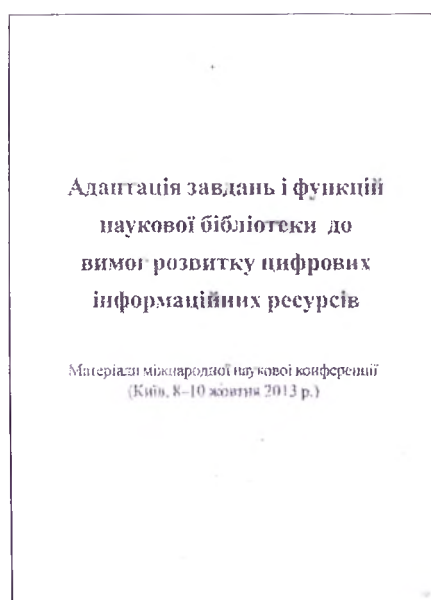 Адаптація завдань і функцій
наукової бібліотеки до
вимог розвитку цифрових
інформаційних ресурсів
Матеріали міжнародної наукової конференції
(Київ, 8–10 жовтня 2013 р.)